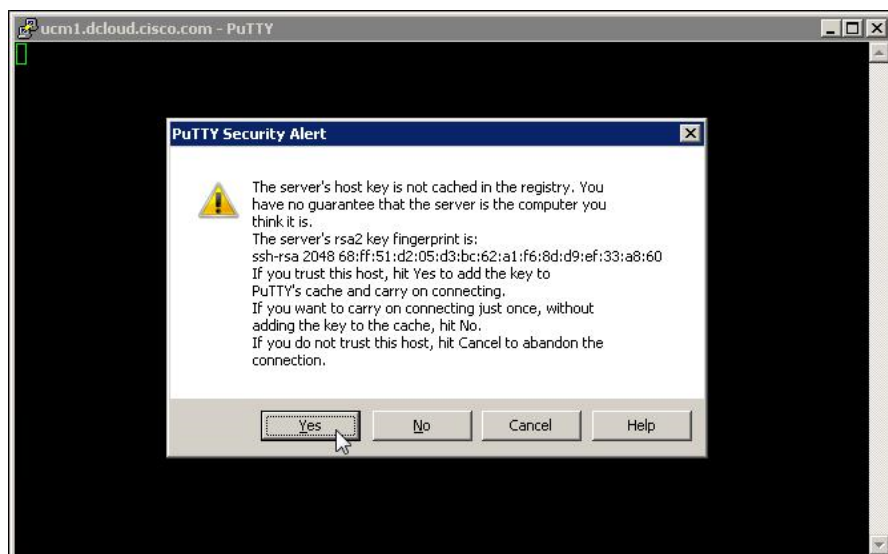 ucm1.dcloud.cisco.com - PuTTY
PuTTY Security Alert
The server's host key is not cached in the registry. You
have no guarantee that the server is the computer you
think it is.
The server's rsa2 key fingerprint is:
ssh-rsa 2048 68:ff:51:d2:05:d3:bc:62:a1:f6:8d:d9:ef:33:a8:60
If you trust this host, hit Yes to add the key to
PuTTY's cache and carry on connecting.
If you want to carry on connecting just once, without
adding the key to the cache, hit No.
If you do not trust this host, hit Cancel to abandon the
connection.
Yes No Cancel Help